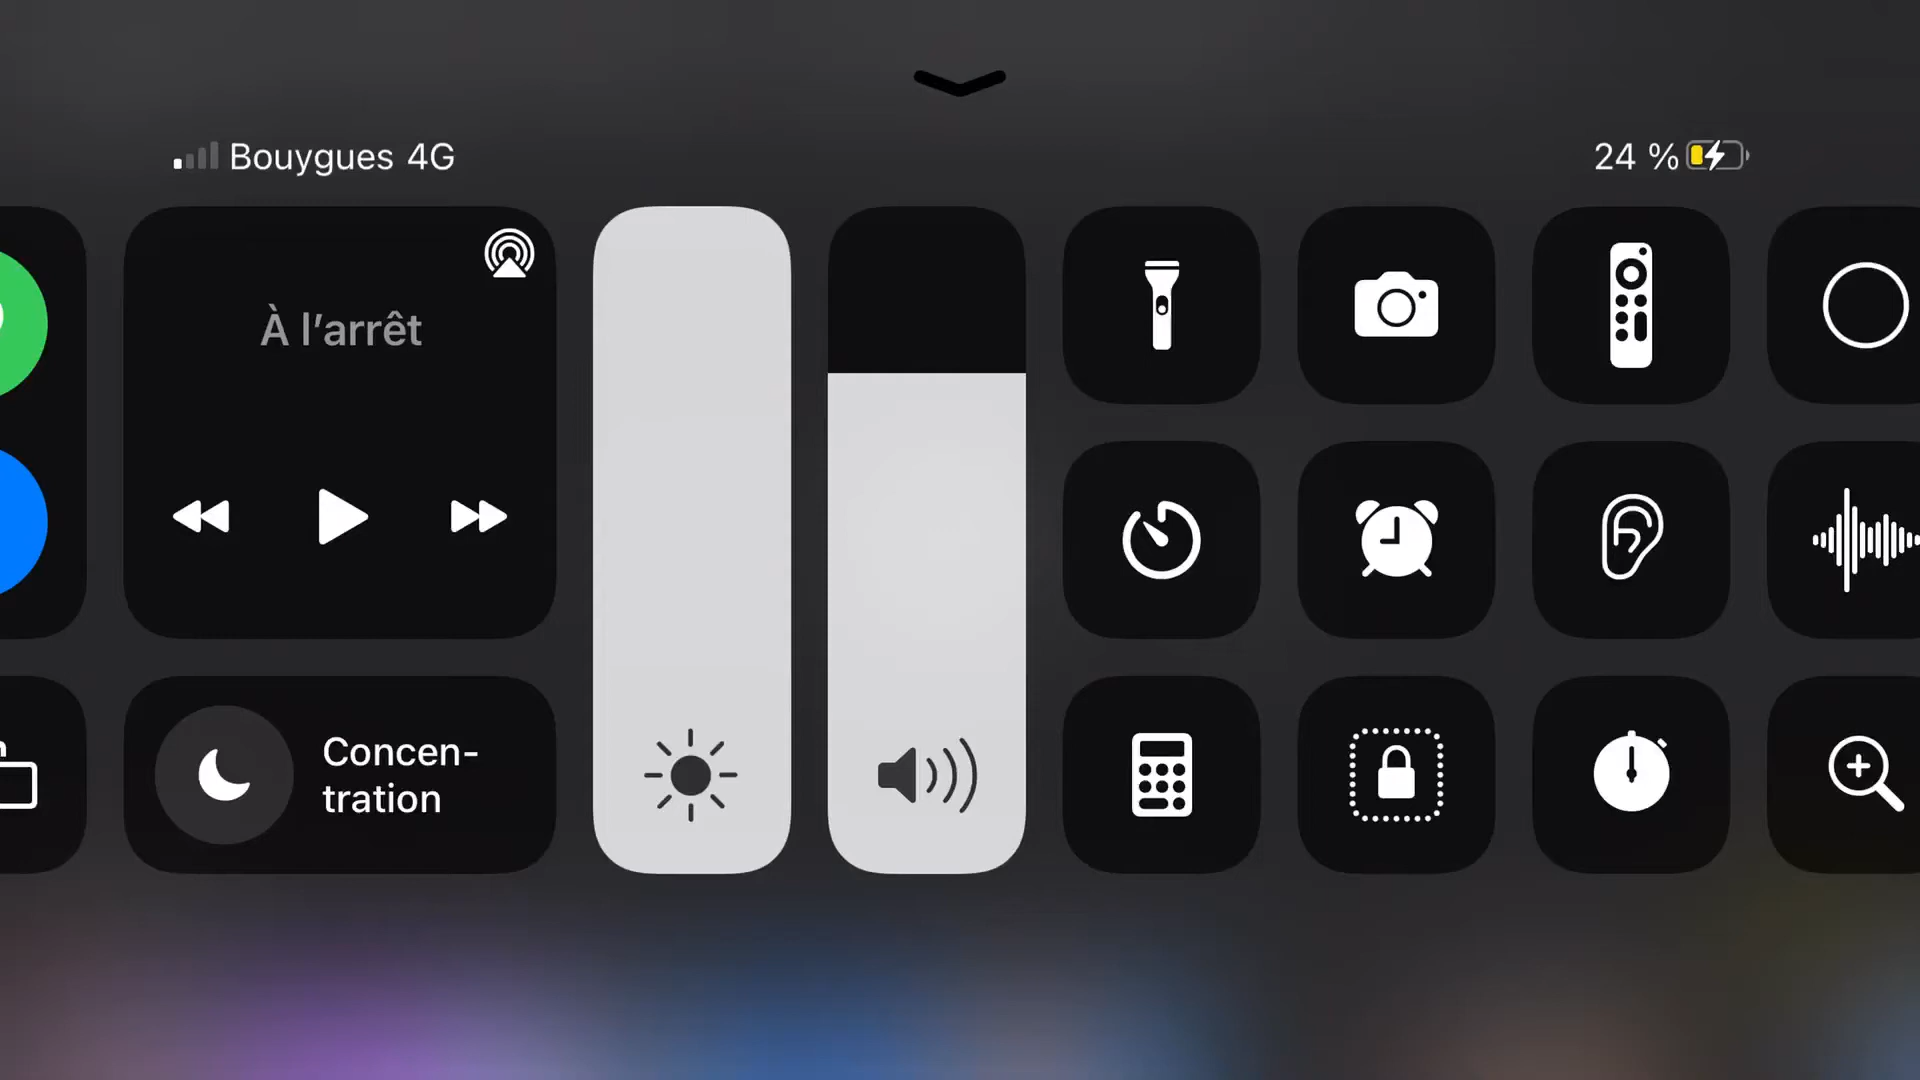 Bouygues 4G
24 %
À l’arrêt
Concen-
tration